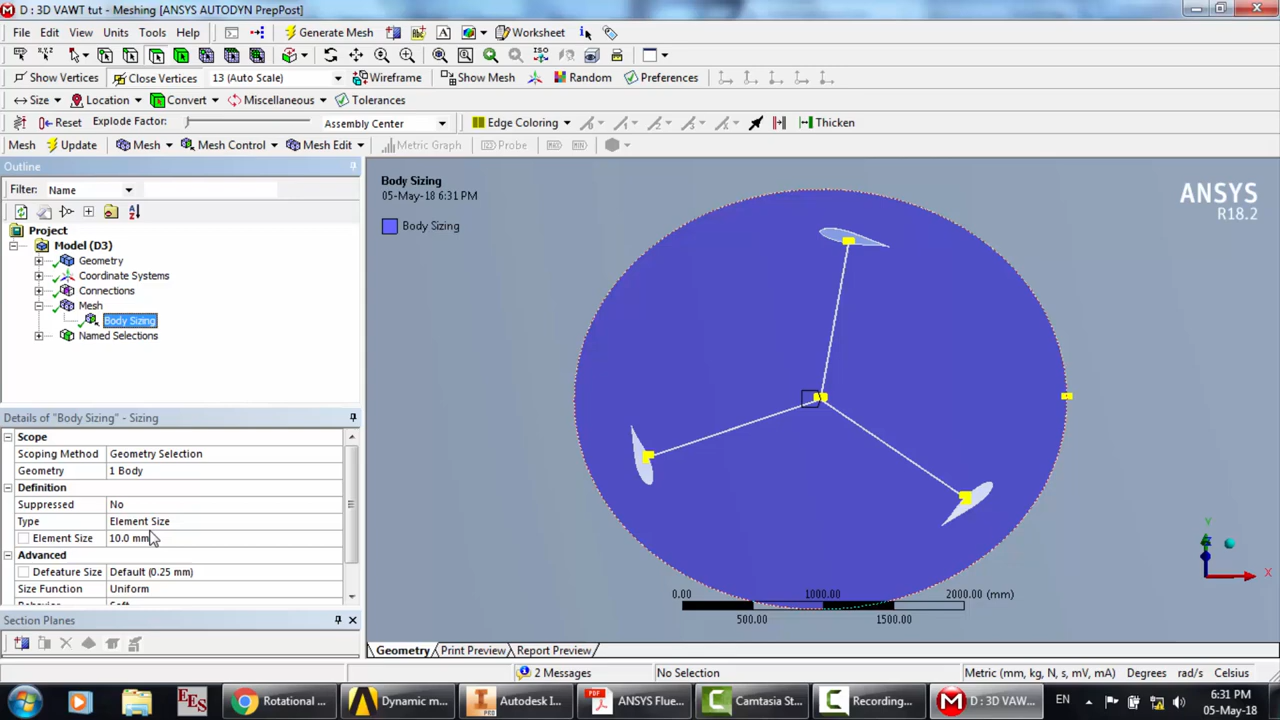 D : 3D VAWT tut - Meshing [ANSYS AUTODYN PrepPost]
File Edit View Units Tools Help Generate Mesh A Worksheet i
ISO
Show Vertices Close Vertices 13 (Auto Scale) Wireframe Show Mesh Random Preferences
Size Location Convert Miscellaneous Tolerances
Reset Explode Factor: Assembly Center Edge Coloring Thicken
Mesh Update Mesh Mesh Control Mesh Edit Metric Graph Probe MAX MIN
Outline
Filter: Name
Project
Model (D3)
Geometry
Coordinate Systems
Connections
Mesh
Body Sizing
Named Selections
Details of "Body Sizing" - Sizing
Scope
Scoping Method Geometry Selection
Geometry 1 Body
Definition
Suppressed No
Type Element Size
Element Size 10.0 mm
Advanced
Defeature Size Default (0.25 mm)
Size Function Uniform
Behavior Soft
Section Planes
Body Sizing
05-May-18 6:31 PM
Body Sizing
ANSYS
R18.2
Y
X
0.00 1000.00 2000.00 (mm)
500.00 1500.00
Geometry Print Preview Report Preview
2 Messages No Selection Metric (mm, kg, N, s, mV, mA) Degrees rad/s Celsius
EES Rotational ... Dynamic m... Autodesk I... PDF ANSYS Flue... Camtasia St... Recording... D : 3D VAW... EN 6:31 PM
05-May-18